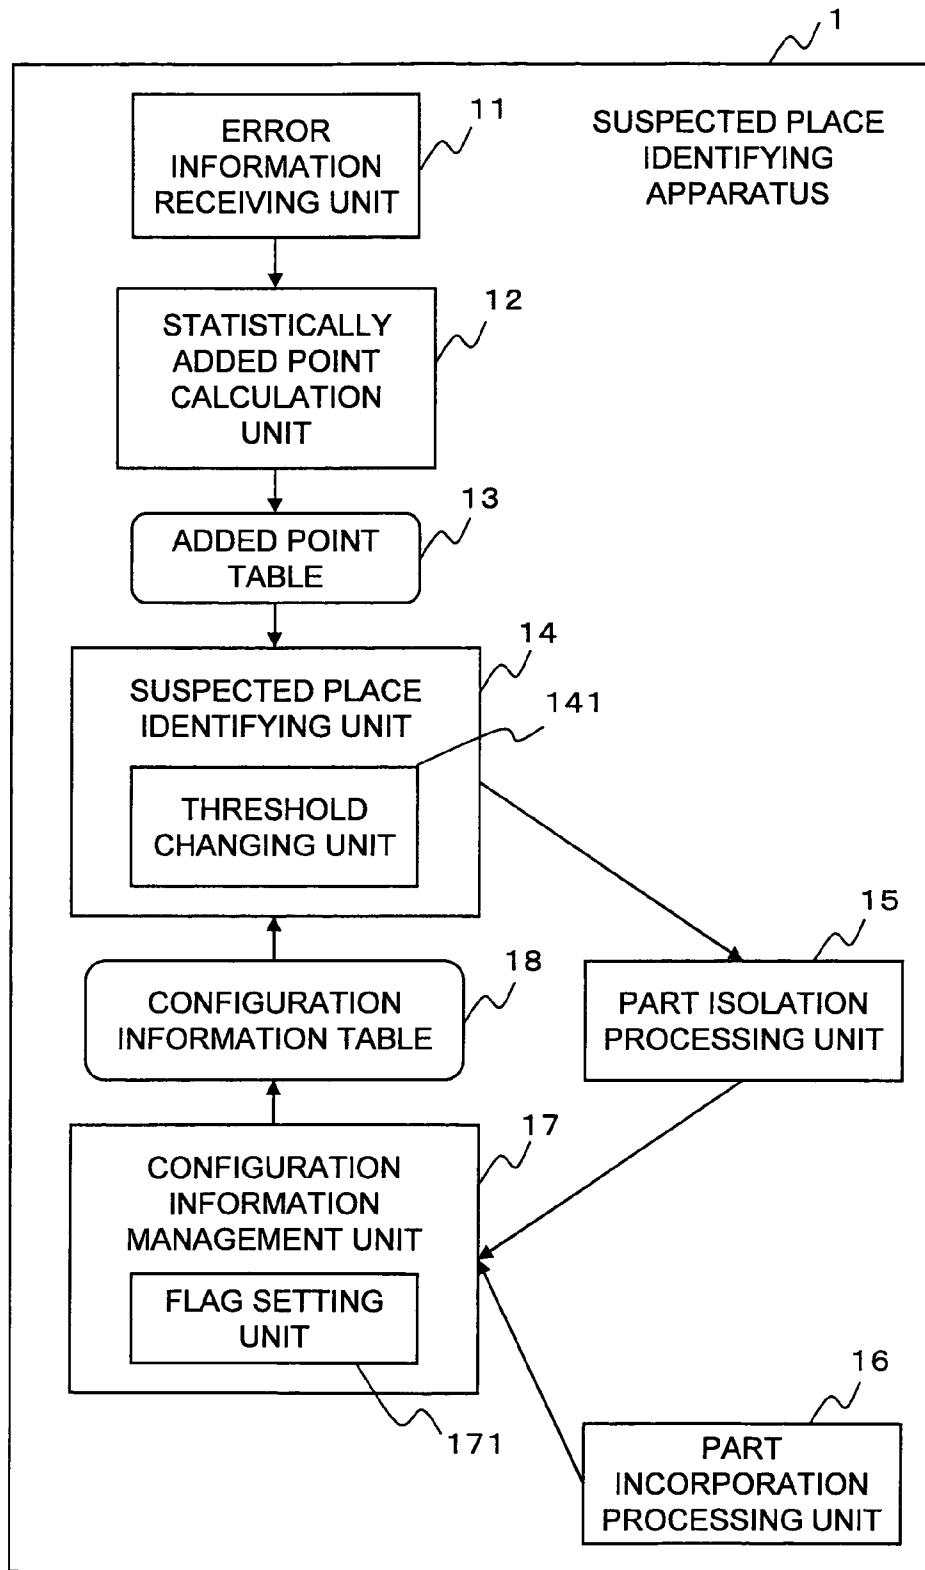 1
SUSPECTED PLACE
IDENTIFYING
APPARATUS
11
ERROR
INFORMATION
RECEIVING UNIT
12
STATISTICALLY
ADDED POINT
CALCULATION
UNIT
13
ADDED POINT
TABLE
14
SUSPECTED PLACE
IDENTIFYING UNIT
141
THRESHOLD
CHANGING UNIT
15
PART ISOLATION
PROCESSING UNIT
18
CONFIGURATION
INFORMATION TABLE
17
CONFIGURATION
INFORMATION
MANAGEMENT UNIT
FLAG SETTING
UNIT
171
16
PART
INCORPORATION
PROCESSING UNIT